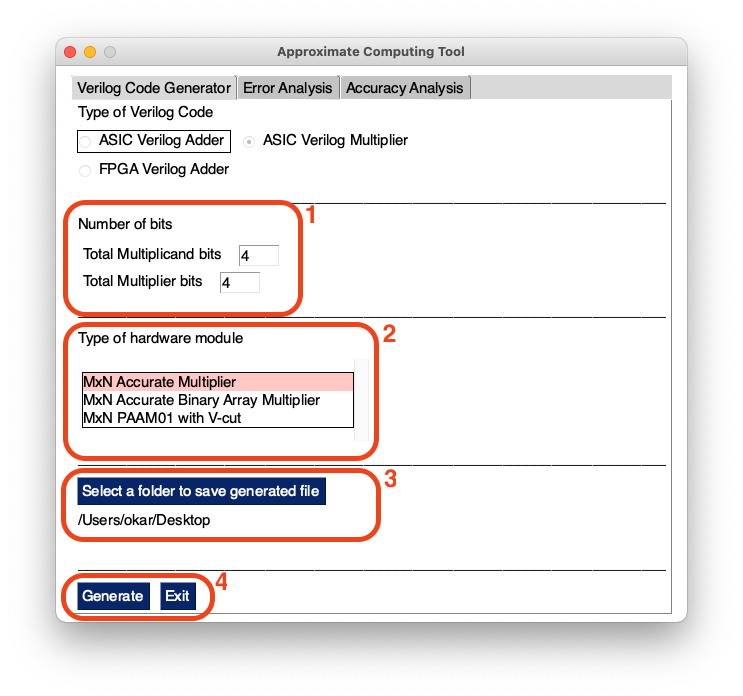 Approximate Computing Tool
Verilog Code Generator Error Analysis Accuracy Analysis
Type of Verilog Code
ASIC Verilog Adder ASIC Verilog Multiplier
FPGA Verilog Adder
1
Number of bits
Total Multiplicand bits 4
Total Multiplier bits 4
2
Type of hardware module
MxN Accurate Multiplier
MxN Accurate Binary Array Multiplier
MxN PAAM01 with V-cut
3
Select a folder to save generated file
/Users/okar/Desktop
4
Generate Exit